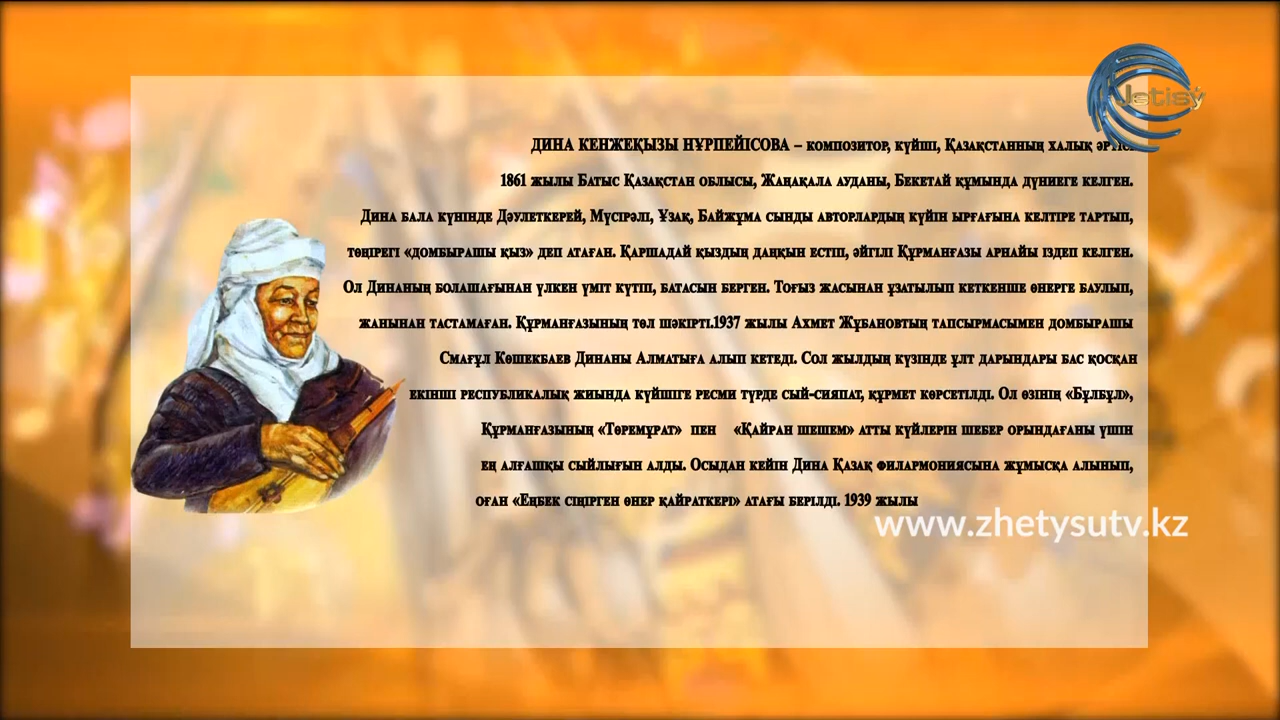 Jetisý
ДИНА КЕНЖЕҚЫЗЫ НҰРПЕЙІСОВА – композитор, күйші, Қазақстанның халық әртісі.
1861 жылы Батыс Қазақстан облысы, Жаңақала ауданы, Бекетай құмында дүниеге келген.
Дина бала күнінде Дәулеткерей, Мүсірәлі, Ұзақ, Байжұма сынды авторлардың күйін ырғағына келтіре тартып,
төңірегі «домбырашы қыз» деп атаған. Қаршадай қыздың даңқын естіп, әйгілі Құрманғазы арнайы іздеп келген.
Ол Динаның болашағынан үлкен үміт күтіп, батасын берген. Тоғыз жасынан ұзатылып кеткенше өнерге баулып,
жанынан тастамаған. Құрманғазының төл шәкірті.1937 жылы Ахмет Жұбановтың тапсырмасымен домбырашы
Смағұл Көшекбаев Динаны Алматыға алып кетеді. Сол жылдың күзінде ұлт дарындары бас қосқан
екінші республикалық жиында күйшіге ресми түрде сый-сияпат, құрмет көрсетілді. Ол өзінің «Бұлбұл»,
Құрманғазының «Төремұрат» пен «Қайран шешем» атты күйлерін шебер орындағаны үшін
ең алғашқы сыйлығын алды. Осыдан кейін Дина Қазақ филармониясына жұмысқа алынып,
оған «Еңбек сіңірген өнер қайраткері» атағы берілді. 1939 жылы
www.zhetysutv.kz